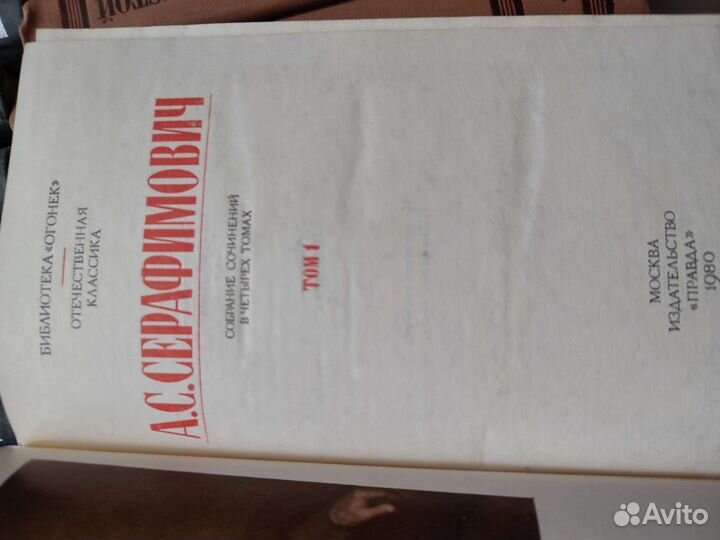 БИБЛИОТЕКА «ОГОНЕК»
ОТЕЧЕСТВЕННАЯ
КЛАССИКА
А.С.СЕРАФИМОВИЧ
СОБРАНИЕ СОЧИНЕНИЙ
В ЧЕТЫРЕХ ТОМАХ
ТОМ 1
МОСКВА
ИЗДАТЕЛЬСТВО
«ПРАВДА»
1980
Avito